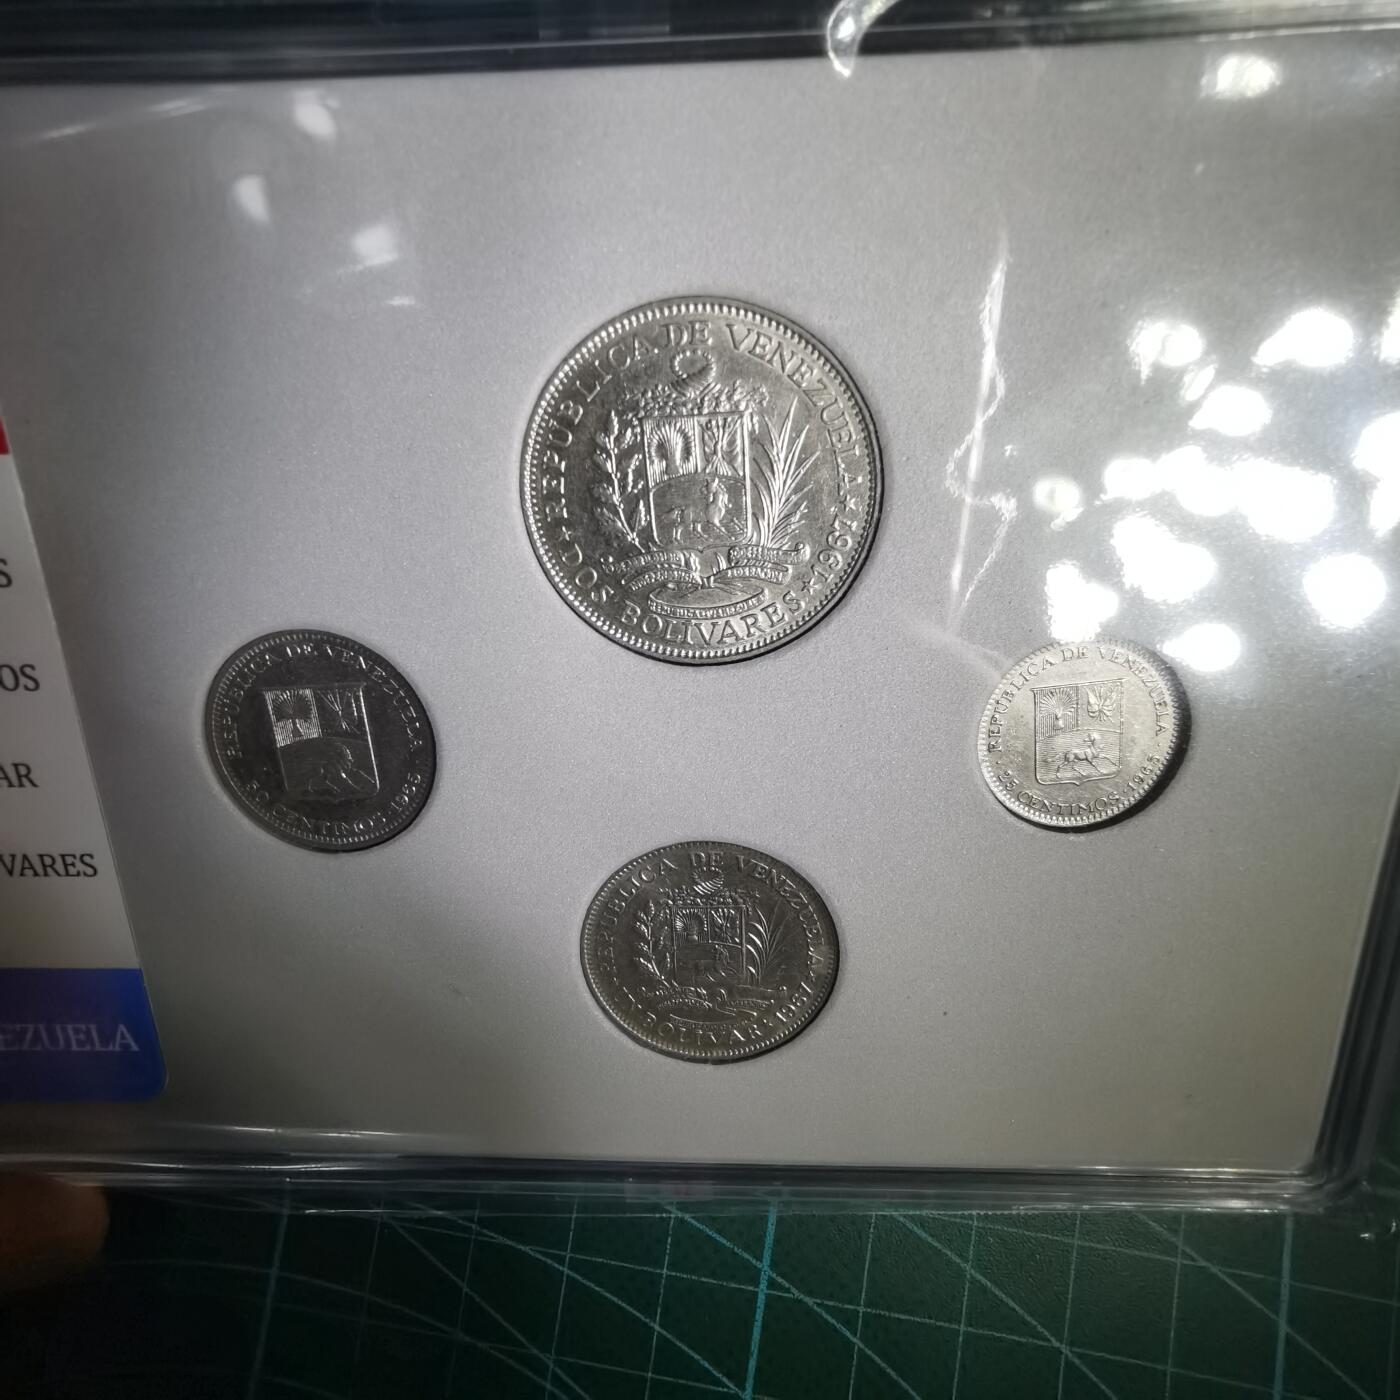 REPUBLICA DE VENEZUELA
1967
DOS BOLIVARES
REPUBLICA DE VENEZUELA
50 CENTIMOS · 1965
REPUBLICA DE VENEZUELA
25 CENTIMOS · 1965
REPUBLICA DE VENEZUELA
1 BOLIVAR
1967
S
OS
AR
VARES
EZUELA